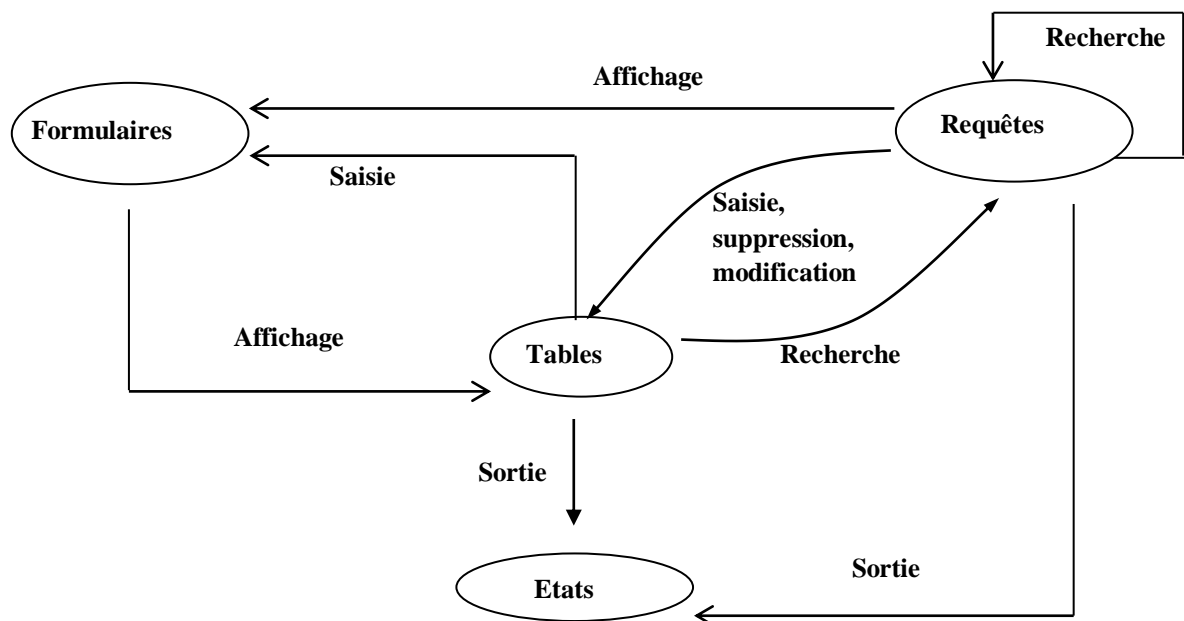 Recherche
Affichage
Formulaires
Requêtes
Saisie
Saisie,
suppression,
modification
Affichage
Tables
Recherche
Sortie
Sortie
Etats